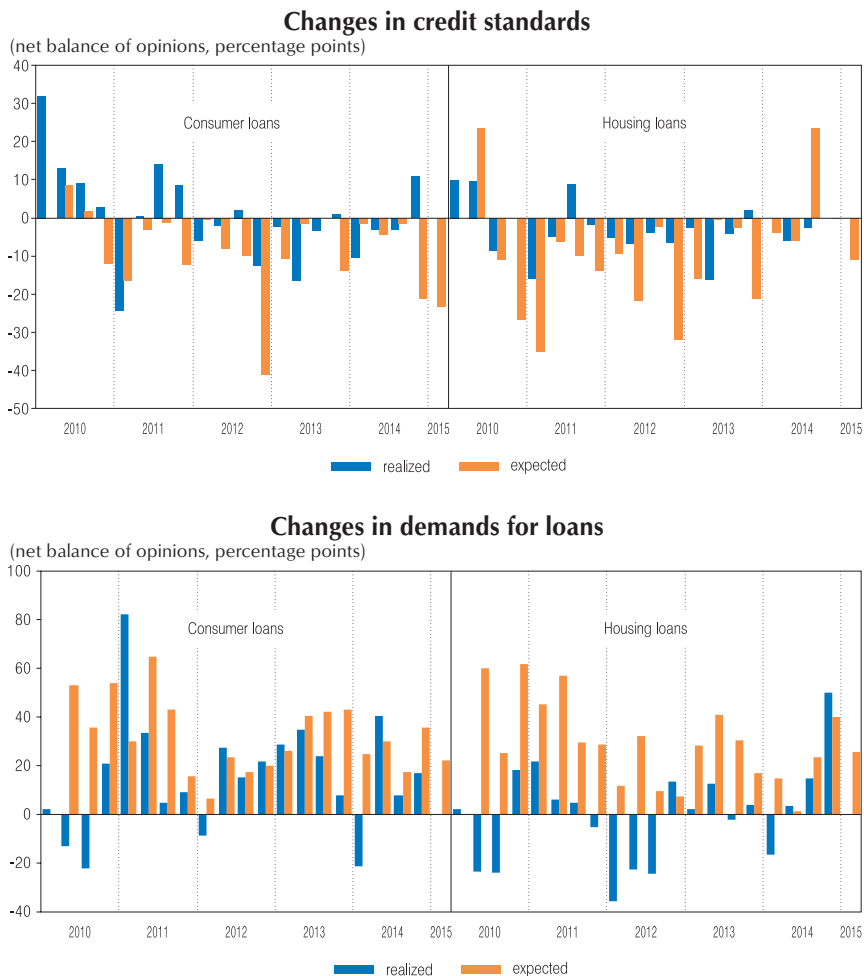 Changes in credit standards
(net balance of opinions, percentage points)
40
30
20
10
0
-10
-20
-30
-40
-50
Consumer loans
Housing loans
2010 2011 2012 2013 2014 2015 2010 2011 2012 2013 2014 2015
realized expected
Changes in demands for loans
(net balance of opinions, percentage points)
100
80
60
40
20
0
-20
-40
Consumer loans
Housing loans
2010 2011 2012 2013 2014 2015 2010 2011 2012 2013 2014 2015
realized expected